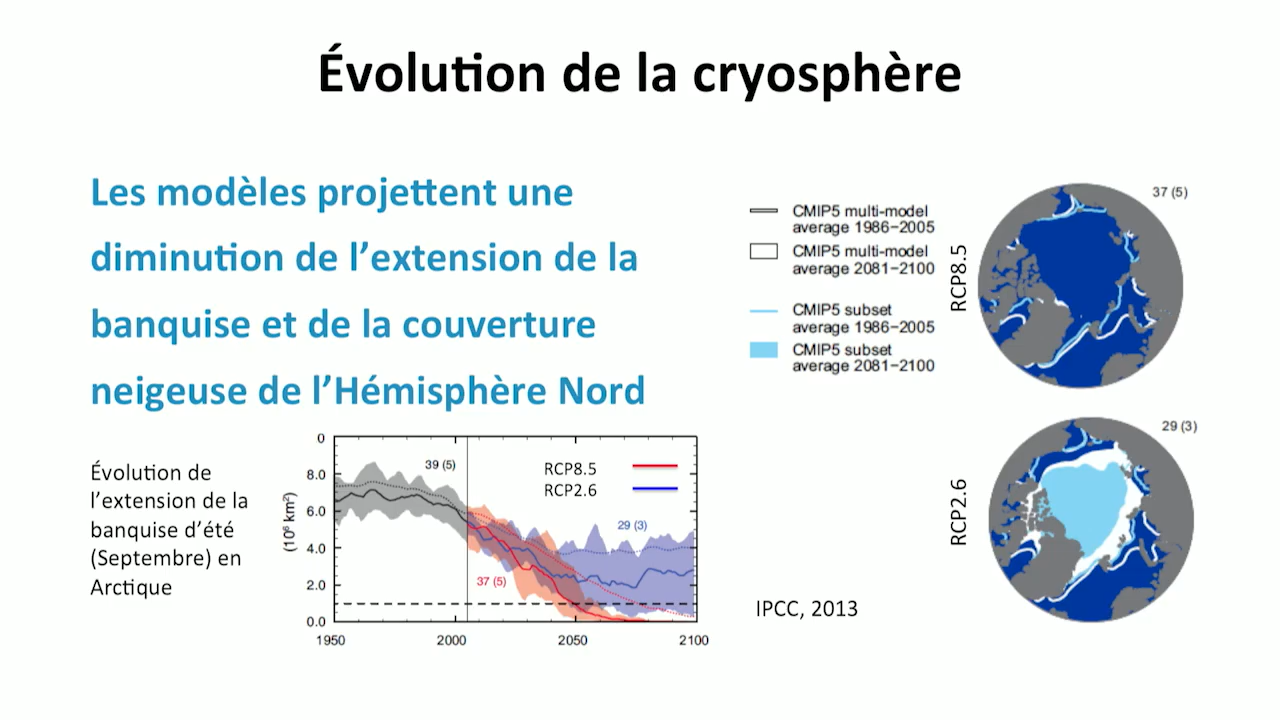 Évolution de la cryosphère
Les modèles projettent une
diminution de l'extension de la
banquise et de la couverture
neigeuse de l'Hémisphère Nord
Évolution de
l'extension de la
banquise d'été
(Septembre) en
Arctique
(10⁶ km²)
0
8.0
6.0
4.0
2.0
0.0
1950
2000
2050
2100
39 (5)
RCP8.5
RCP2.6
29 (3)
37 (5)
CMIP5 multi-model
average 1986−2005
CMIP5 multi-model
average 2081−2100
CMIP5 subset
average 1986−2005
CMIP5 subset
average 2081−2100
RCP8.5
37 (5)
RCP2.6
29 (3)
IPCC, 2013